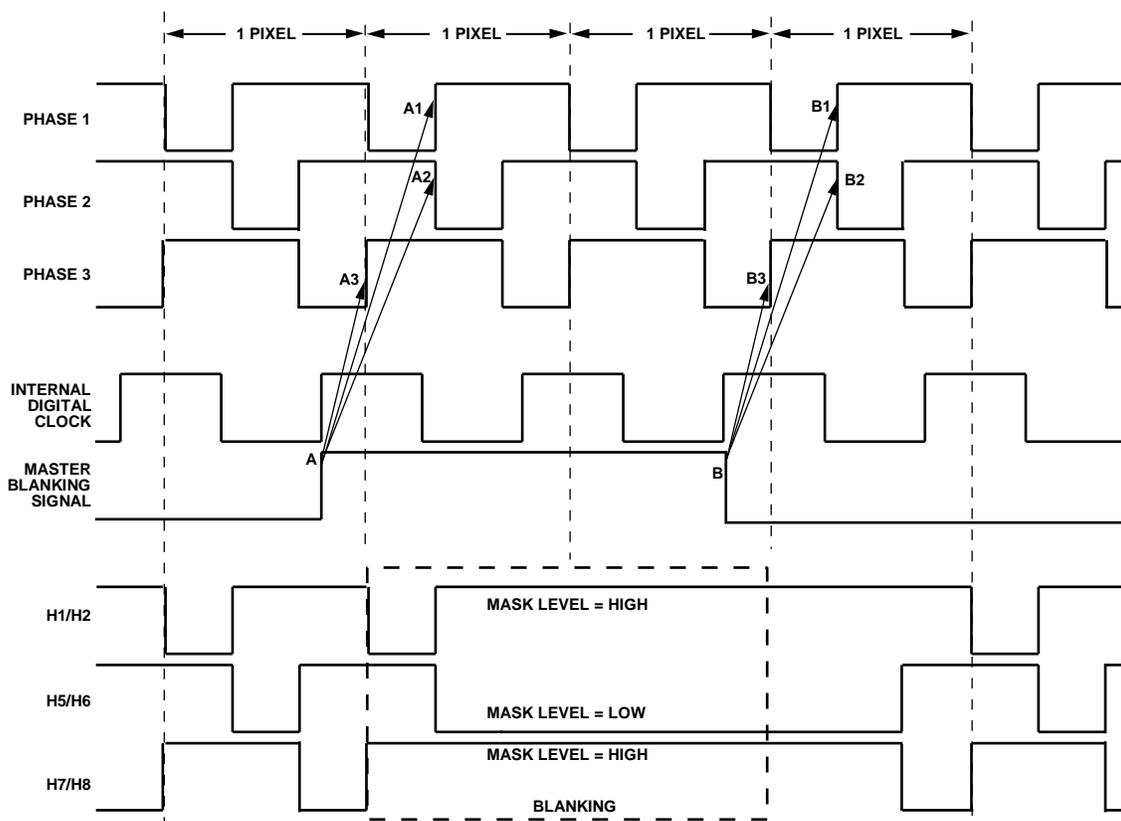 1 PIXEL 1 PIXEL 1 PIXEL 1 PIXEL
PHASE 1
A1
B1
PHASE 2
A2
B2
PHASE 3
A3
B3
INTERNAL
DIGITAL
CLOCK
MASTER
BLANKING
SIGNAL
A
B
H1/H2
MASK LEVEL = HIGH
H5/H6
MASK LEVEL = LOW
H7/H8
MASK LEVEL = HIGH
BLANKING